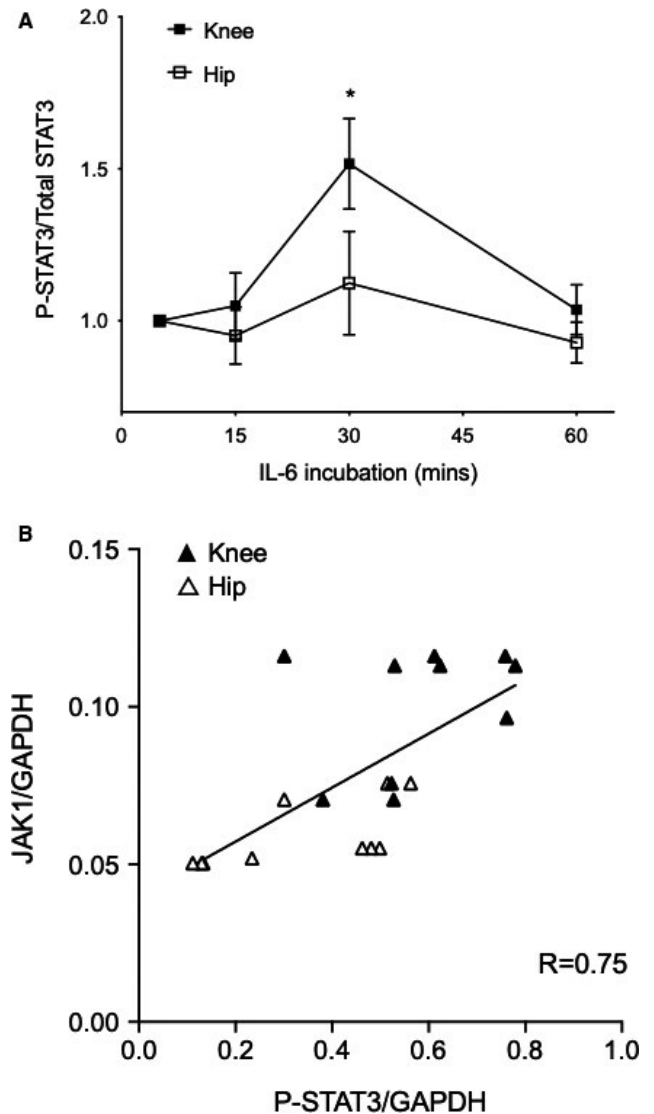 A
2.0
Knee
Hip
*
1.5
1.0
P-STAT3/Total STAT3
0 15 30 45 60
IL-6 incubation (mins)
B
0.15
Knee
Hip
0.10
JAK1/GAPDH
0.05
R=0.75
0.00
0.0 0.2 0.4 0.6 0.8 1.0
P-STAT3/GAPDH